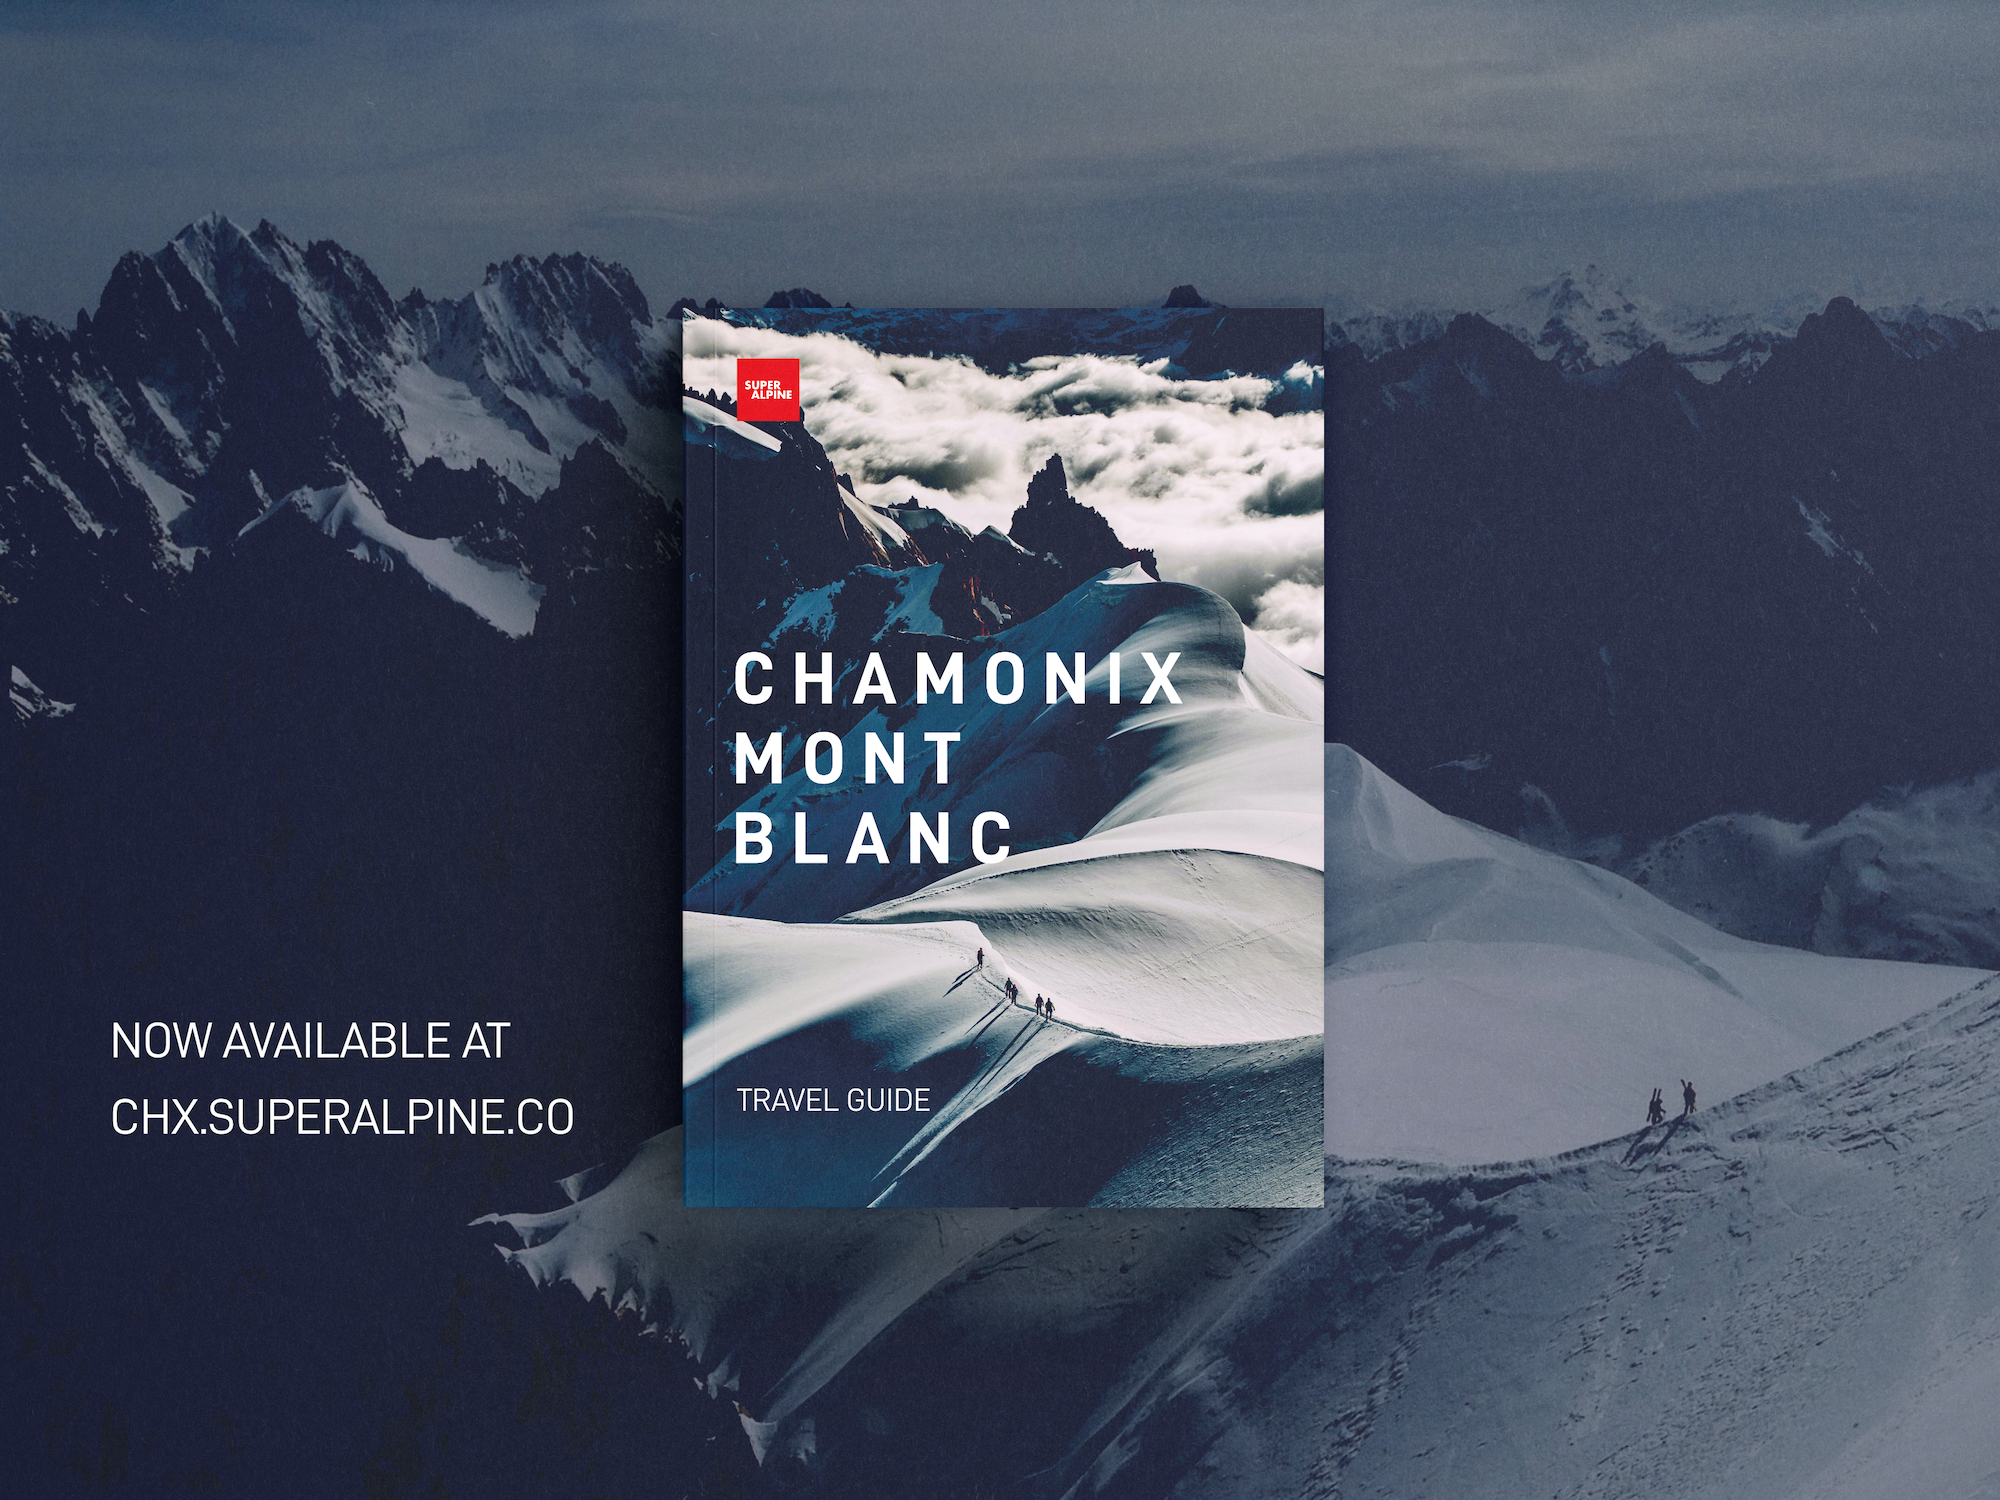 SUPER
ALPINE
CHAMONIX
MONT
BLANC
TRAVEL GUIDE
NOW AVAILABLE AT
CHX.SUPERALPINE.CO